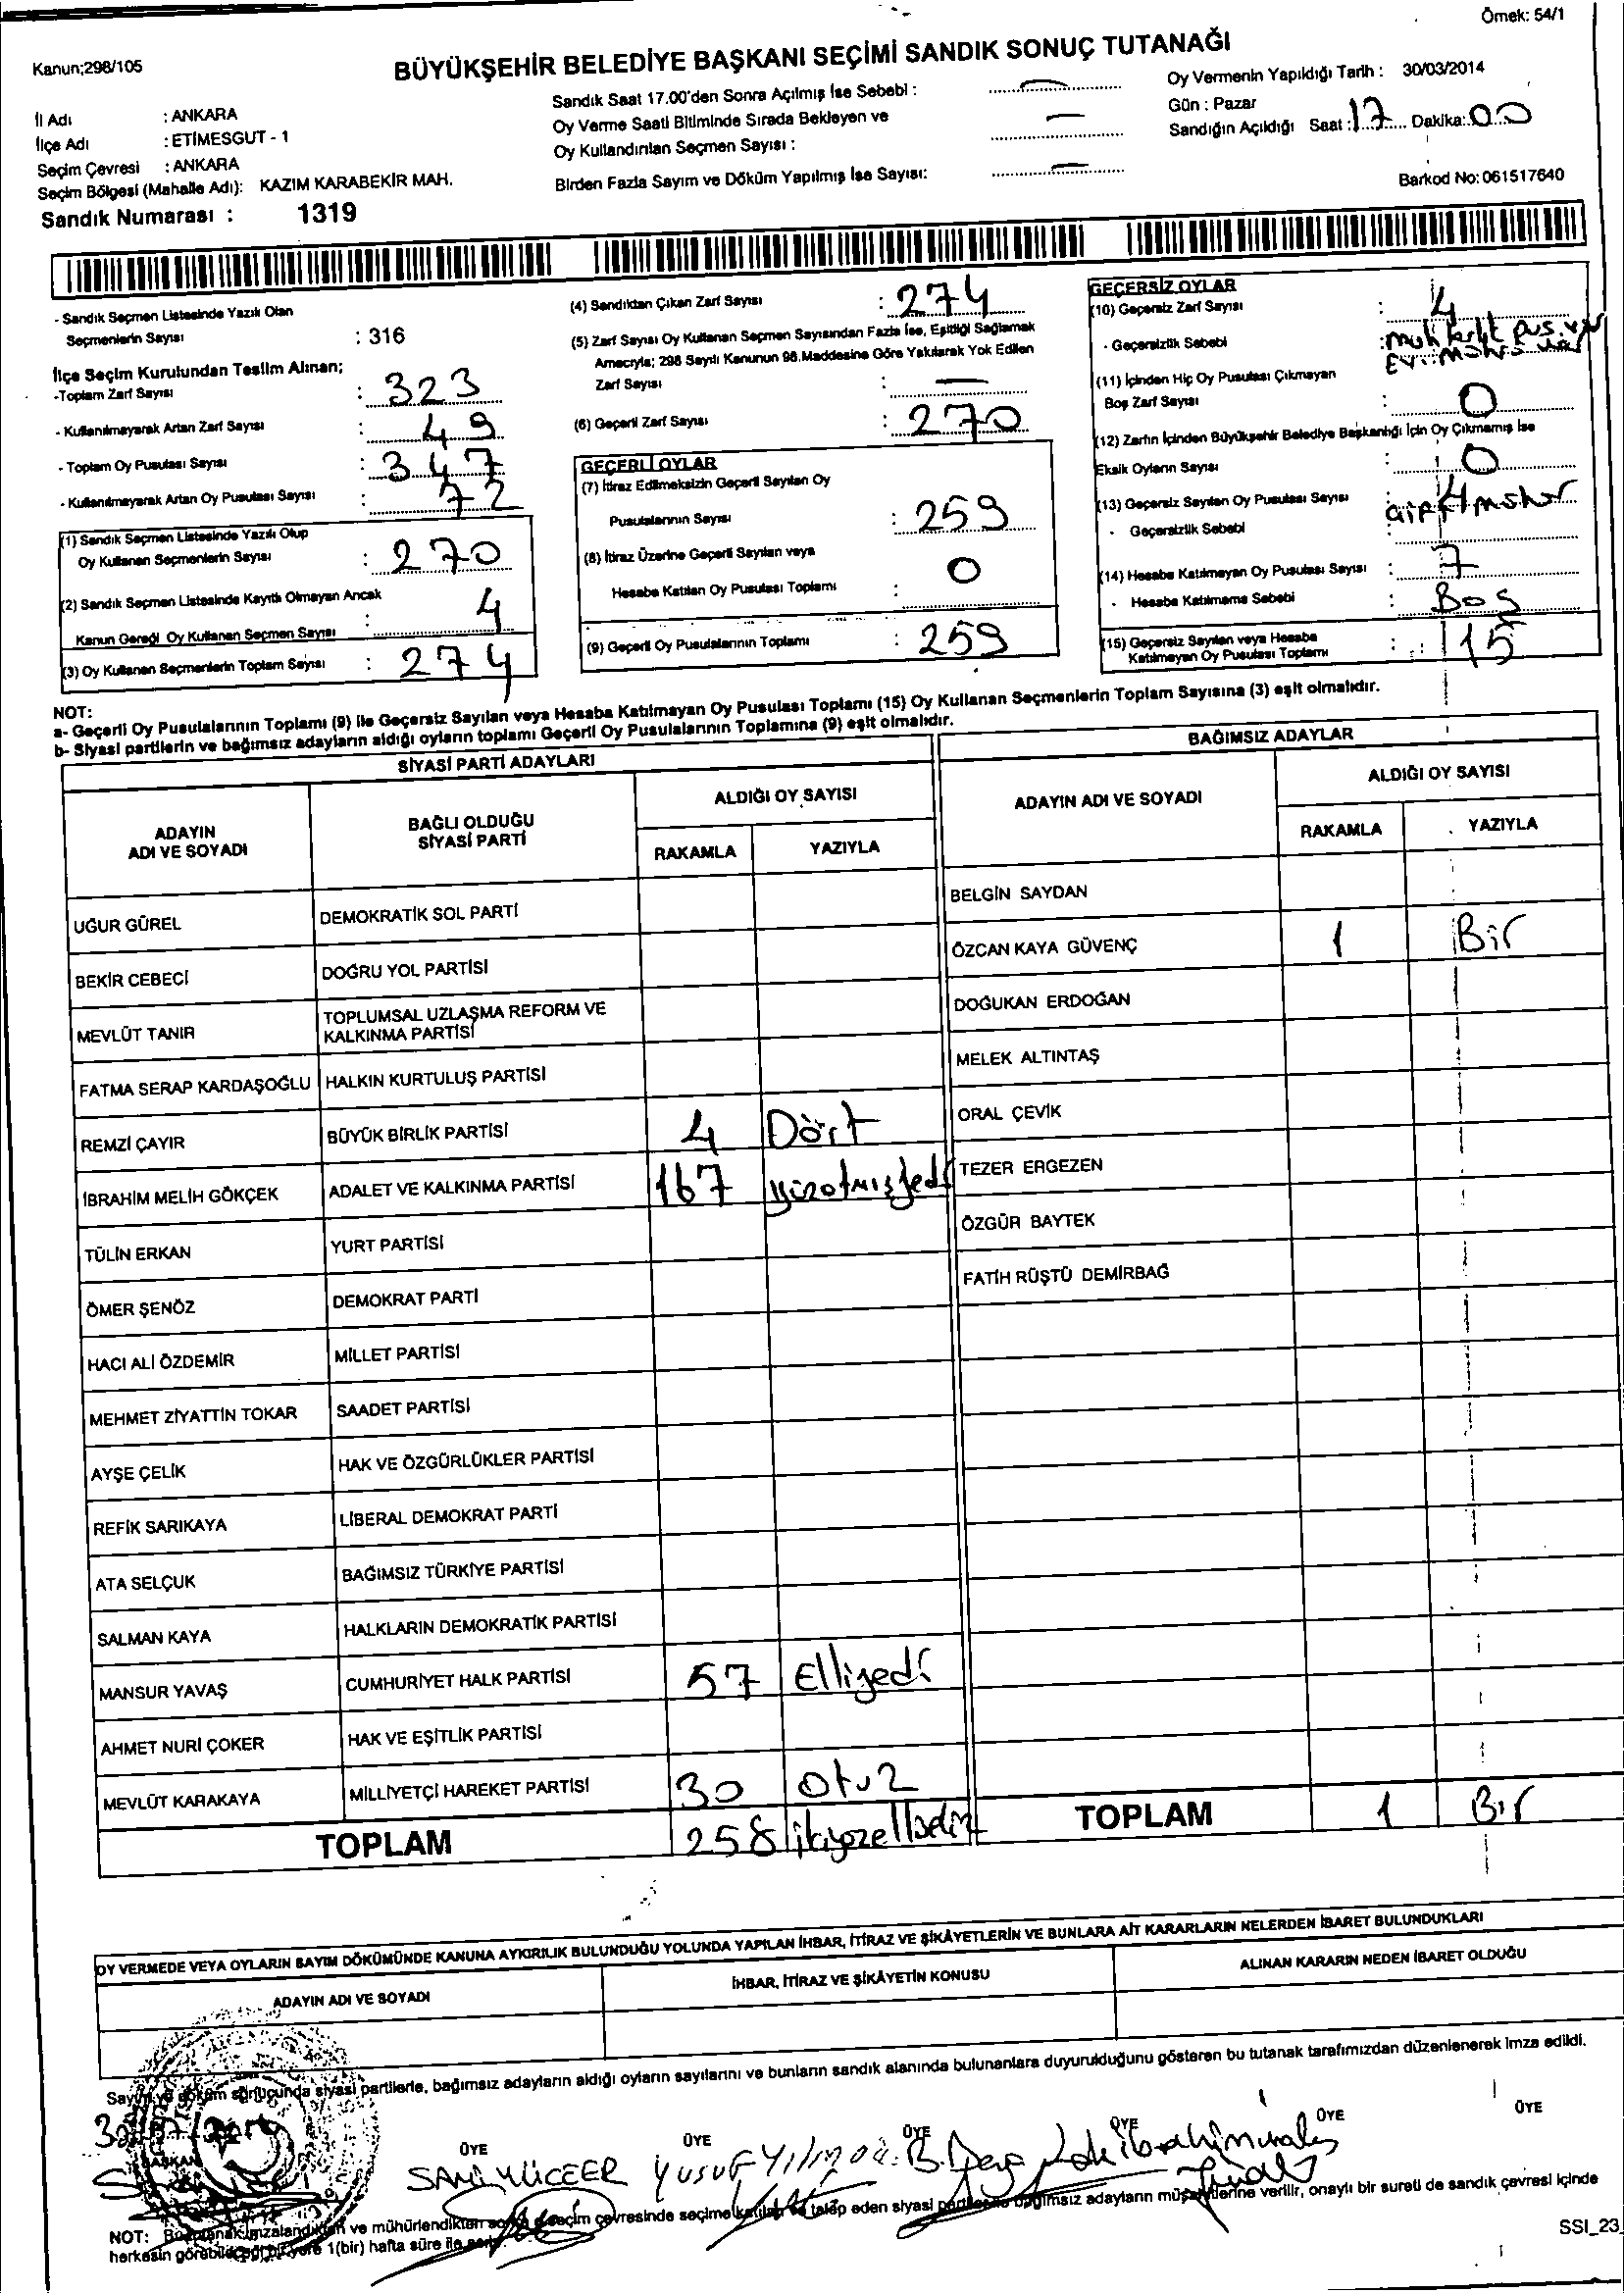 Örnek: 54/1
Kanun;298/105
BÜYÜKŞEHİR BELEDİYE BAŞKANI SEÇİMİ SANDIK SONUÇ TUTANAĞI
İl Adı : ANKARA
İlçe Adı : ETİMESGUT - 1
Seçim Çevresi : ANKARA
Seçim Bölgesi (Mahalle Adı): KAZIM KARABEKİR MAH.
Sandık Numarası : 1319
Sandık Saat 17.00'den Sonra Açılmış İse Sebebi : —
Oy Verme Saati Bitiminde Sırada Bekleyen ve
Oy Kullandırılan Seçmen Sayısı : —
Birden Fazla Sayım ve Döküm Yapılmış İse Sayısı: —
Oy Vermenin Yapıldığı Tarih : 30/03/2014
Gün : Pazar
Sandığın Açıldığı Saat : 17 Dakika: 00
Barkod No: 061517640
- Sandık Seçmen Listesinde Yazılı Olan
Seçmenlerin Sayısı : 316
İlçe Seçim Kurulundan Teslim Alınan;
-Toplam Zarf Sayısı : 323
- Kullanılmayarak Artan Zarf Sayısı : 49
- Toplam Oy Pusulası Sayısı : 347
- Kullanılmayarak Artan Oy Pusulası Sayısı : 72
(1) Sandık Seçmen Listesinde Yazılı Olup
Oy Kullanan Seçmenlerin Sayısı : 270
(2) Sandık Seçmen Listesinde Kayıtlı Olmayan Ancak
Kanun Gereği Oy Kullanan Seçmen Sayısı : 4
(3) Oy Kullanan Seçmenlerin Toplam Sayısı : 274
(4) Sandıktan Çıkan Zarf Sayısı : 274
(5) Zarf Sayısı Oy Kullanan Seçmen Sayısından Fazla İse, Eşitliği Sağlamak
Amacıyla; 298 Sayılı Kanunun 98.Maddesine Göre Yakılarak Yok Edilen
Zarf Sayısı : —
(6) Geçerli Zarf Sayısı : 270
GEÇERLİ OYLAR
(7) İtiraz Edilmeksizin Geçerli Sayılan Oy
Pusulalarının Sayısı : 259
(8) İtiraz Üzerine Geçerli Sayılan veya
Hesaba Katılan Oy Pusulası Toplamı : 0
(9) Geçerli Oy Pusulalarının Toplamı : 259
GEÇERSİZ OYLAR
(10) Geçersiz Zarf Sayısı : 4
- Geçersizlik Sebebi : muhtarlık pus. var
(11) İçinden Hiç Oy Pusulası Çıkmayan
Boş Zarf Sayısı : 0
(12) Zarfın İçinden Büyükşehir Belediye Başkanlığı İçin Oy Çıkmamış İse
Eksik Oyların Sayısı : 0
(13) Geçersiz Sayılan Oy Pusulası Sayısı : 4
- Geçersizlik Sebebi
(14) Hesaba Katılmayan Oy Pusulası Sayısı : 7
- Hesaba Katılmama Sebebi : Boş
(15) Geçersiz Sayılan veya Hesaba
Katılmayan Oy Pusulası Toplamı : 15
NOT:
a- Geçerli Oy Pusulalarının Toplamı (9) ile Geçersiz Sayılan veya Hesaba Katılmayan Oy Pusulası Toplamı (15) Oy Kullanan Seçmenlerin Toplam Sayısına (3) eşit olmalıdır.
b- Siyasi partilerin ve bağımsız adayların aldığı oyların toplamı Geçerli Oy Pusulalarının Toplamına (9) eşit olmalıdır.
SİYASİ PARTİ ADAYLARI
ADAYIN ADI VE SOYADI
BAĞLI OLDUĞU SİYASİ PARTİ
ALDIĞI OY SAYISI
RAKAMLA YAZIYLA
UĞUR GÜREL DEMOKRATİK SOL PARTİ
BEKİR CEBECİ DOĞRU YOL PARTİSİ
MEVLÜT TANIR TOPLUMSAL UZLAŞMA REFORM VE KALKINMA PARTİSİ
FATMA SERAP KARDAŞOĞLU HALKIN KURTULUŞ PARTİSİ
REMZİ ÇAYIR BÜYÜK BİRLİK PARTİSİ 4 Dört
İBRAHİM MELİH GÖKÇEK ADALET VE KALKINMA PARTİSİ 167 yüzatmışyedi
TÜLİN ERKAN YURT PARTİSİ
ÖMER ŞENÖZ DEMOKRAT PARTİ
HACI ALİ ÖZDEMİR MİLLET PARTİSİ
MEHMET ZİYATTİN TOKAR SAADET PARTİSİ
AYŞE ÇELİK HAK VE ÖZGÜRLÜKLER PARTİSİ
REFİK SARIKAYA LİBERAL DEMOKRAT PARTİ
ATA SELÇUK BAĞIMSIZ TÜRKİYE PARTİSİ
SALMAN KAYA HALKLARIN DEMOKRATİK PARTİSİ
MANSUR YAVAŞ CUMHURİYET HALK PARTİSİ 57 Elliyedi
AHMET NURİ ÇOKER HAK VE EŞİTLİK PARTİSİ
MEVLÜT KARAKAYA MİLLİYETÇİ HAREKET PARTİSİ 30 Otuz
TOPLAM 258
BAĞIMSIZ ADAYLAR
ADAYIN ADI VE SOYADI
ALDIĞI OY SAYISI
RAKAMLA YAZIYLA
BELGİN SAYDAN
ÖZCAN KAYA GÜVENÇ 1 Bir
DOĞUKAN ERDOĞAN
MELEK ALTINTAŞ
ORAL ÇEVİK
TEZER ERGEZEN
ÖZGÜR BAYTEK
FATİH RÜŞTÜ DEMİRBAĞ
TOPLAM 1 Bir
OY VERMEDE VEYA OYLARIN SAYIM DÖKÜMÜNDE KANUNA AYKIRILIK BULUNDUĞU YOLUNDA YAPILAN İHBAR, İTİRAZ VE ŞİKÂYETLERİN VE BUNLARA AİT KARARLARIN NELERDEN İBARET BULUNDUKLARI
ADAYIN ADI VE SOYADI İHBAR, İTİRAZ VE ŞİKÂYETİN KONUSU ALINAN KARARIN NEDEN İBARET OLDUĞU
Sayım ve döküm sonucunda siyasi partilerle, bağımsız adayların aldığı oyların sayılarını ve bunların sandık alanında bulunanlara duyurulduğunu gösteren bu tutanak tarafımızdan düzenlenerek imza edildi.
BAŞKAN ÜYE ÜYE ÜYE ÜYE ÜYE ÜYE
SAMİ YÜCEER Yusuf Yılmaz
NOT: Bu tutanak imzalandıktan ve mühürlendikten sonra seçim çevresinde seçime katılan ve talep eden siyasi partilerle bağımsız adayların müşahitlerine verilir, onaylı bir sureti de sandık çevresi içinde
herkesin görebileceği bir yere 1(bir) hafta süre ile asılır.
SSI_23